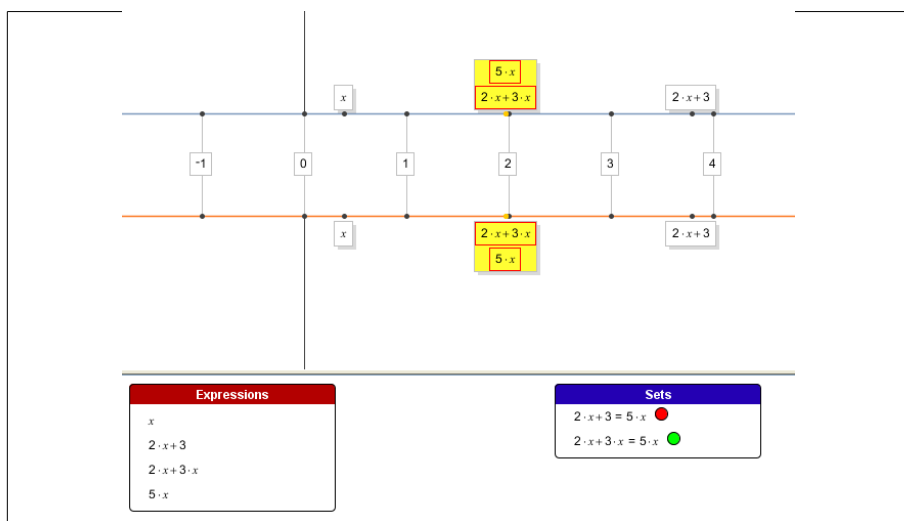 5·x
2·x+3·x
x
2·x+3
-1
0
1
2
3
4
x
2·x+3·x
2·x+3
5·x
Expressions
x
2·x+3
2·x+3·x
5·x
Sets
2·x+3 = 5·x
2·x+3·x = 5·x